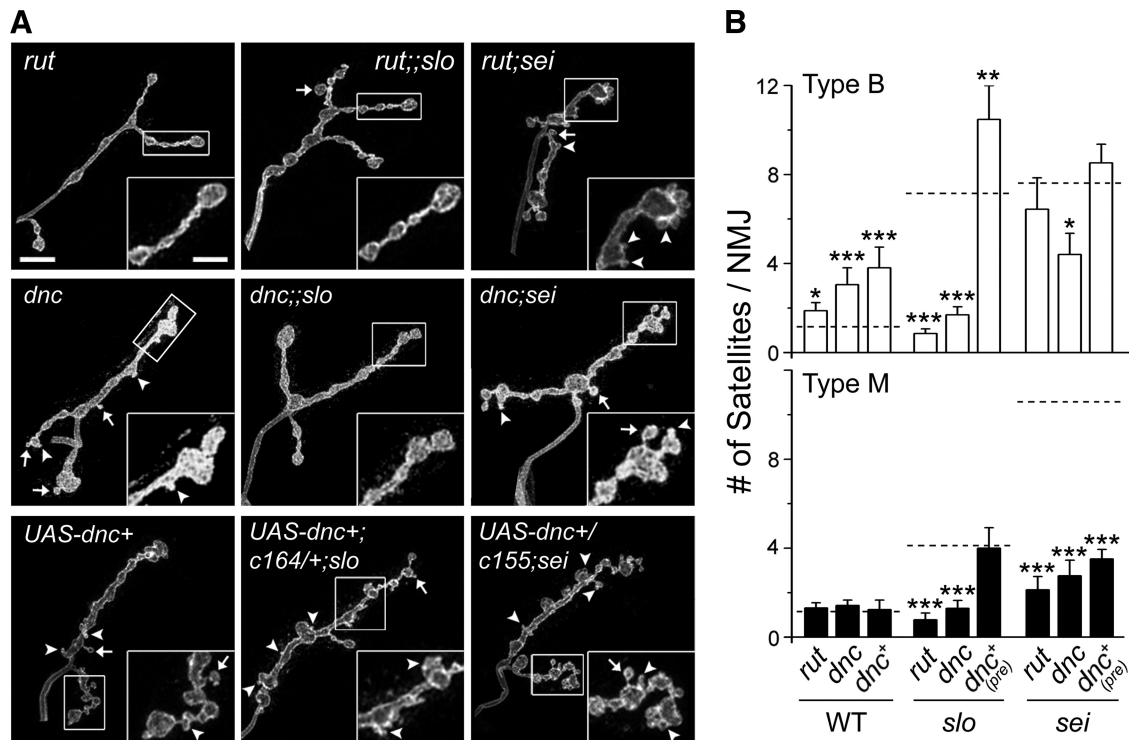 A
rut
rut;;slo
rut;sei
dnc
dnc;;slo
dnc;sei
UAS-dnc+
UAS-dnc+;
c164/+;slo
UAS-dnc+/
c155;sei
B
# of Satellites / NMJ
Type B
12
8
4
0
*
***
***
***
***
**
*
Type M
8
4
0
***
***
***
***
***
rut
dnc
dnc+
rut
dnc
dnc+
(pre)
rut
dnc
dnc+
(pre)
WT
slo
sei